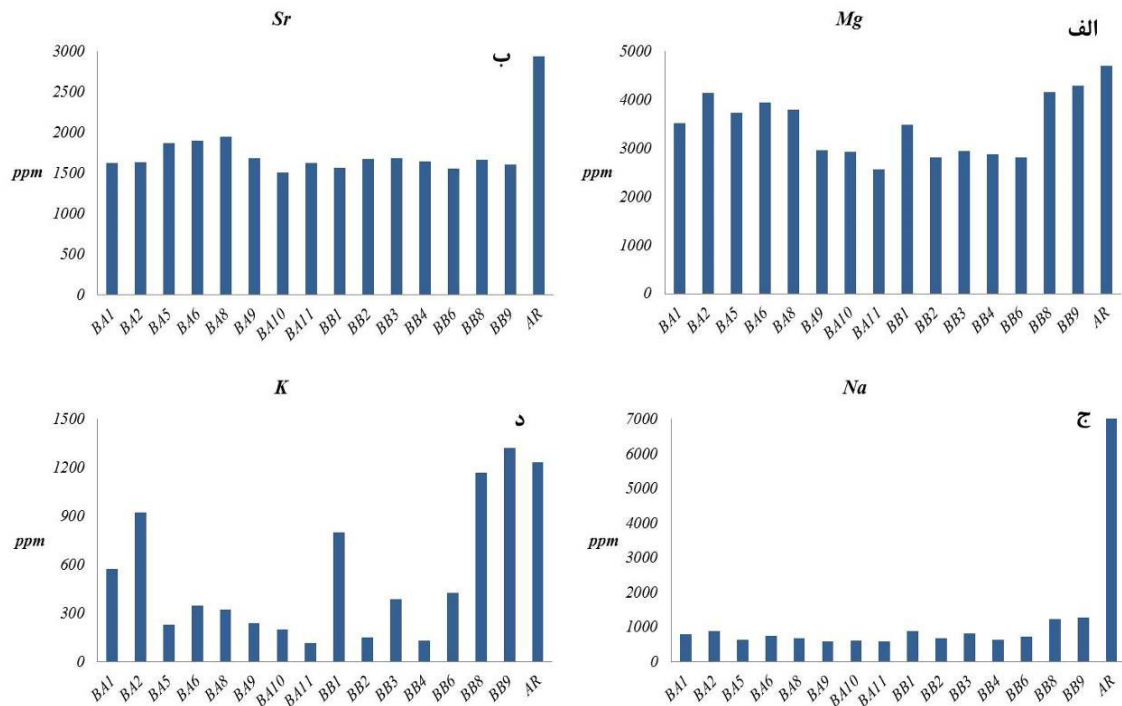 Sr
ب
3000
2500
2000
1500
1000
500
0
ppm
BA1 BA2 BA5 BA6 BA8 BA9 BA10 BA11 BB1 BB2 BB3 BB4 BB6 BB8 BB9 AR
Mg
الف
5000
4000
3000
2000
1000
0
ppm
BA1 BA2 BA5 BA6 BA8 BA9 BA10 BA11 BB1 BB2 BB3 BB4 BB6 BB8 BB9 AR
K
د
1500
1200
900
600
300
0
ppm
BA1 BA2 BA5 BA6 BA8 BA9 BA10 BA11 BB1 BB2 BB3 BB4 BB6 BB8 BB9 AR
Na
ج
7000
6000
5000
4000
3000
2000
1000
0
ppm
BA1 BA2 BA5 BA6 BA8 BA9 BA10 BA11 BB1 BB2 BB3 BB4 BB6 BB8 BB9 AR